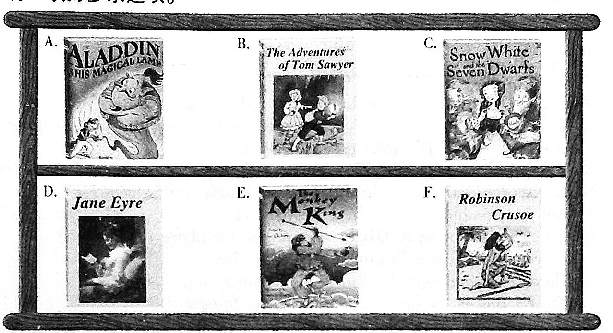 A.
ALADDIN
& HIS MAGICAL LAMP
B.
The Adventures
of Tom Sawyer
C.
Snow White
and the
Seven Dwarfs
D.
Jane Eyre
E.
The
Monkey
King
F.
Robinson
Crusoe